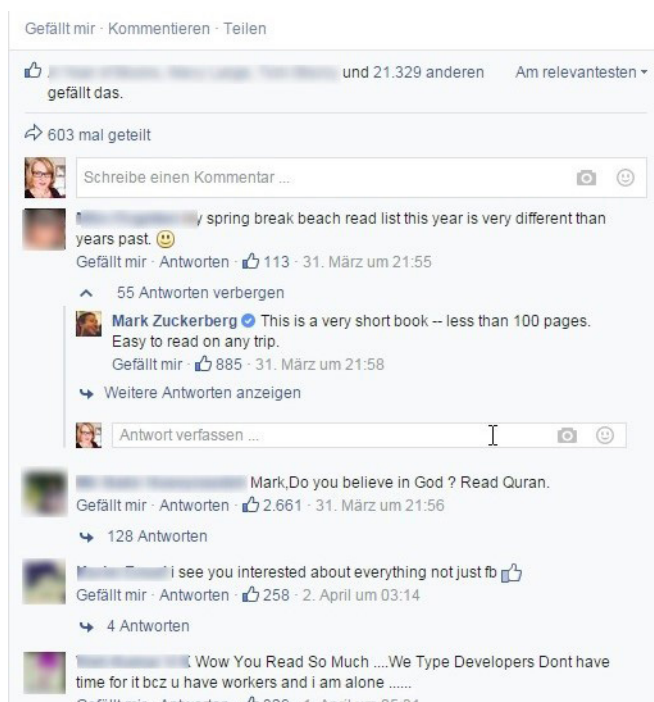 Gefällt mir · Kommentieren · Teilen
und 21.329 anderen
Am relevantesten
gefällt das.
603 mal geteilt
Schreibe einen Kommentar ...
spring break beach read list this year is very different than
years past.
Gefällt mir · Antworten · 113 · 31. März um 21:55
55 Antworten verbergen
Mark Zuckerberg This is a very short book -- less than 100 pages.
Easy to read on any trip.
Gefällt mir · 885 · 31. März um 21:58
Weitere Antworten anzeigen
Antwort verfassen ...
Mark,Do you believe in God ? Read Quran.
Gefällt mir · Antworten · 2.661 · 31. März um 21:56
128 Antworten
i see you interested about everything not just fb
Gefällt mir · Antworten · 258 · 2. April um 03:14
4 Antworten
Wow You Read So Much ....We Type Developers Dont have
time for it bcz u have workers and i am alone ......